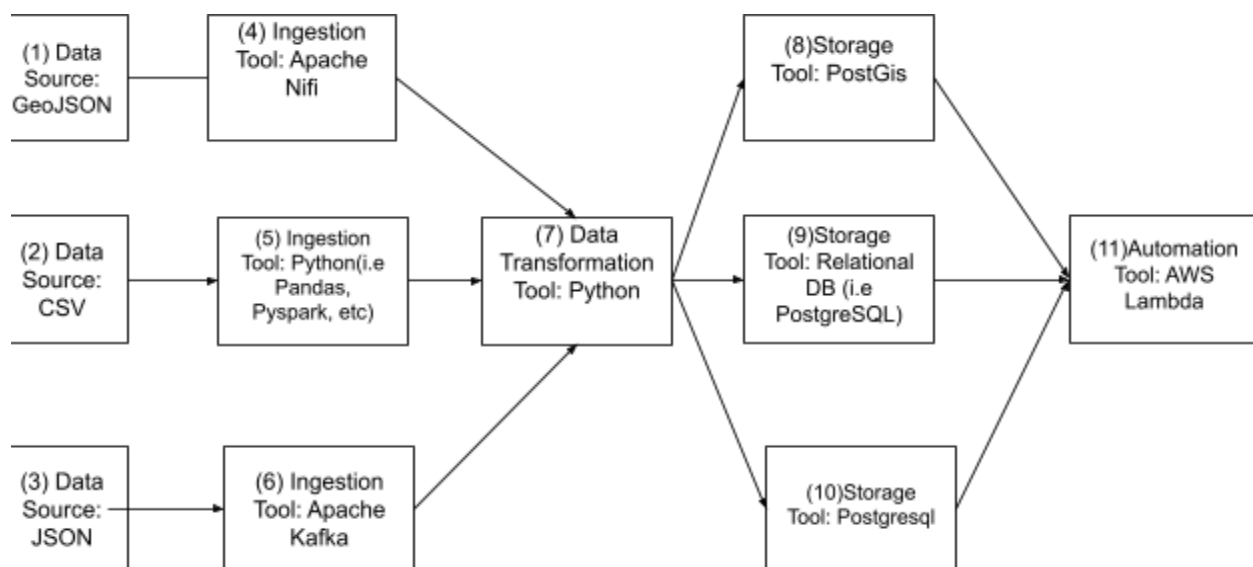 (1) Data
Source:
GeoJSON
(4) Ingestion
Tool: Apache
Nifi
(8)Storage
Tool: PostGis
(2) Data
Source:
CSV
(5) Ingestion
Tool: Python(i.e
Pandas,
Pyspark, etc)
(7) Data
Transformation
Tool: Python
(9)Storage
Tool: Relational
DB (i.e
PostgreSQL)
(11)Automation
Tool: AWS
Lambda
(3) Data
Source:
JSON
(6) Ingestion
Tool: Apache
Kafka
(10)Storage
Tool: Postgresql